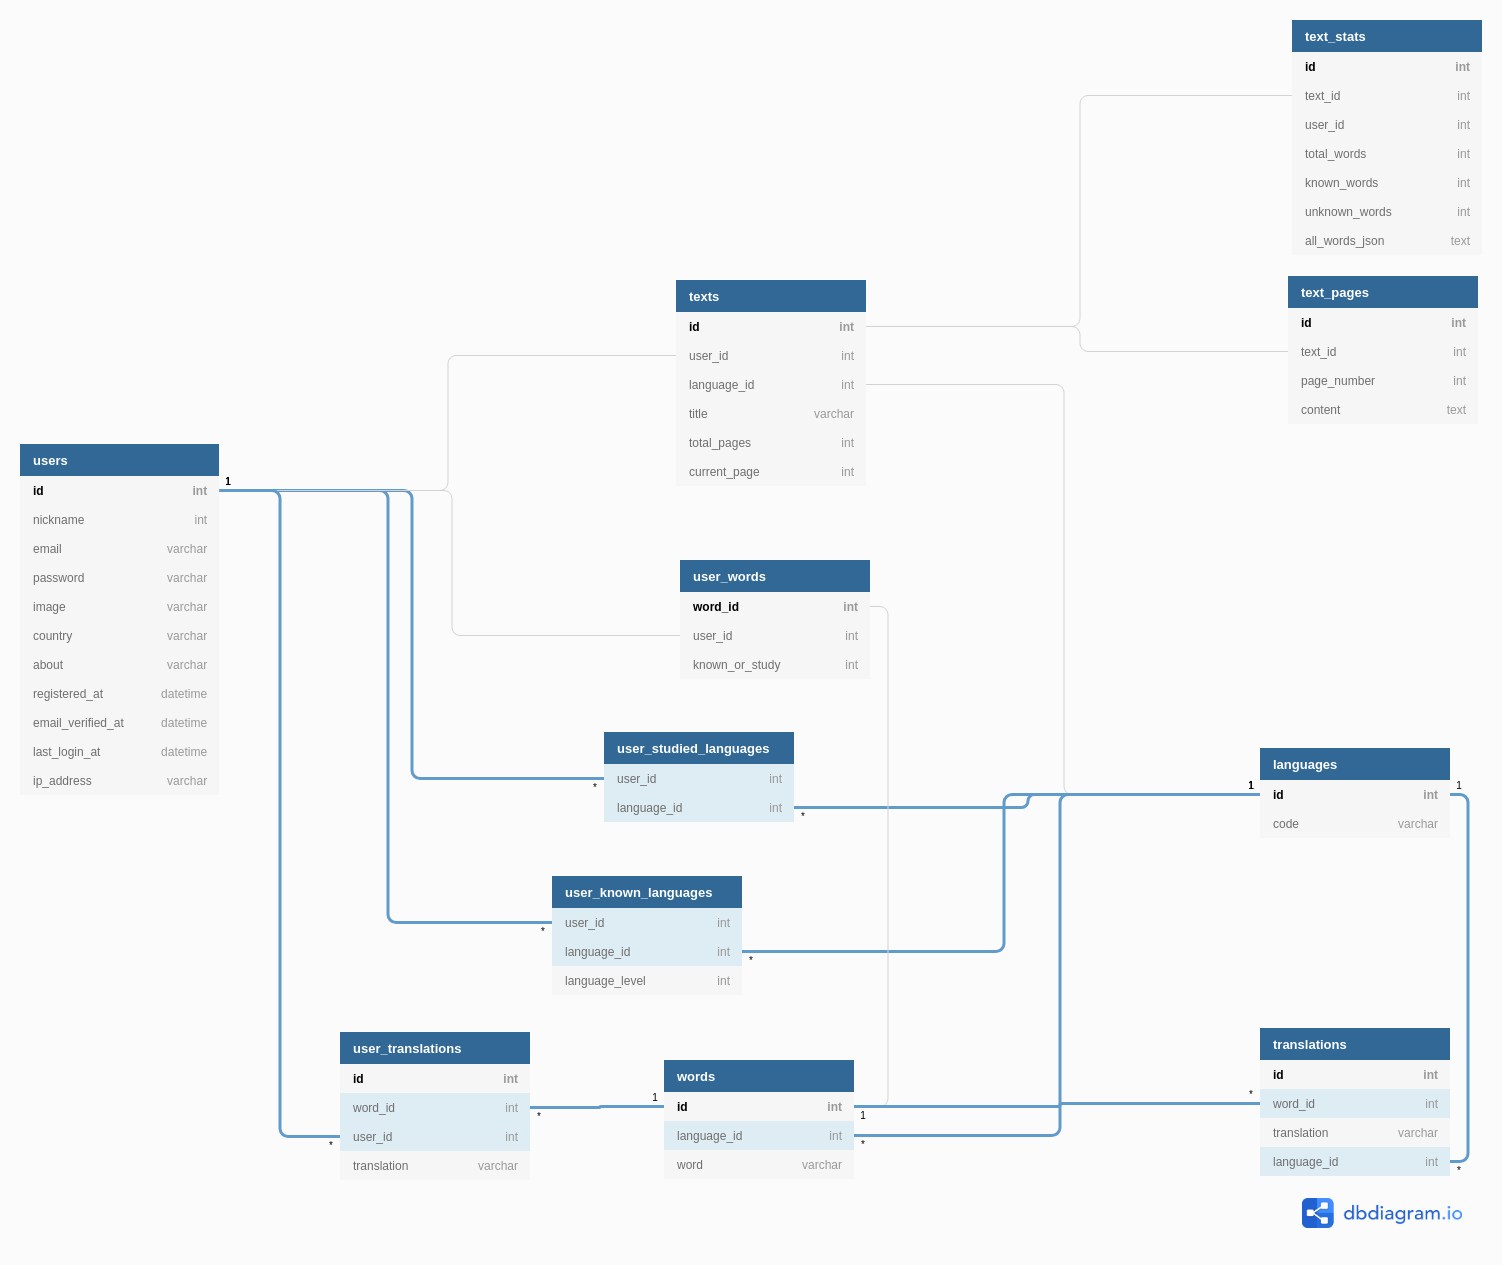 text_stats
id int
text_id int
user_id int
total_words int
known_words int
unknown_words int
all_words_json text
text_pages
id int
text_id int
page_number int
content text
texts
id int
user_id int
language_id int
title varchar
total_pages int
current_page int
users
1
id int
nickname int
email varchar
password varchar
image varchar
country varchar
about varchar
registered_at datetime
email_verified_at datetime
last_login_at datetime
ip_address varchar
user_words
word_id int
user_id int
known_or_study int
user_studied_languages
user_id int
*
language_id int
*
languages
1 1
id int
code varchar
user_known_languages
user_id int
*
language_id int
*
language_level int
user_translations
id int
word_id int
*
user_id int
*
translation varchar
words
1
id int
1
language_id int
*
word varchar
translations
id int
*
word_id int
translation varchar
language_id int
*
dbdiagram.io